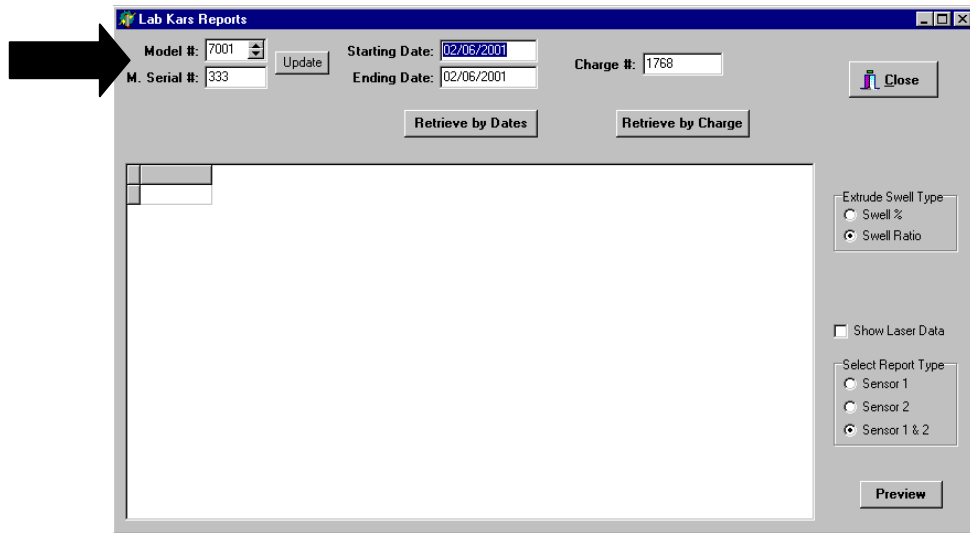 Lab Kars Reports
Model #: 7001
M. Serial #: 333
Update
Starting Date: 02/06/2001
Ending Date: 02/06/2001
Charge #: 1768
Close
Retrieve by Dates
Retrieve by Charge
Extrude Swell Type
Swell %
Swell Ratio
Show Laser Data
Select Report Type
Sensor 1
Sensor 2
Sensor 1 & 2
Preview